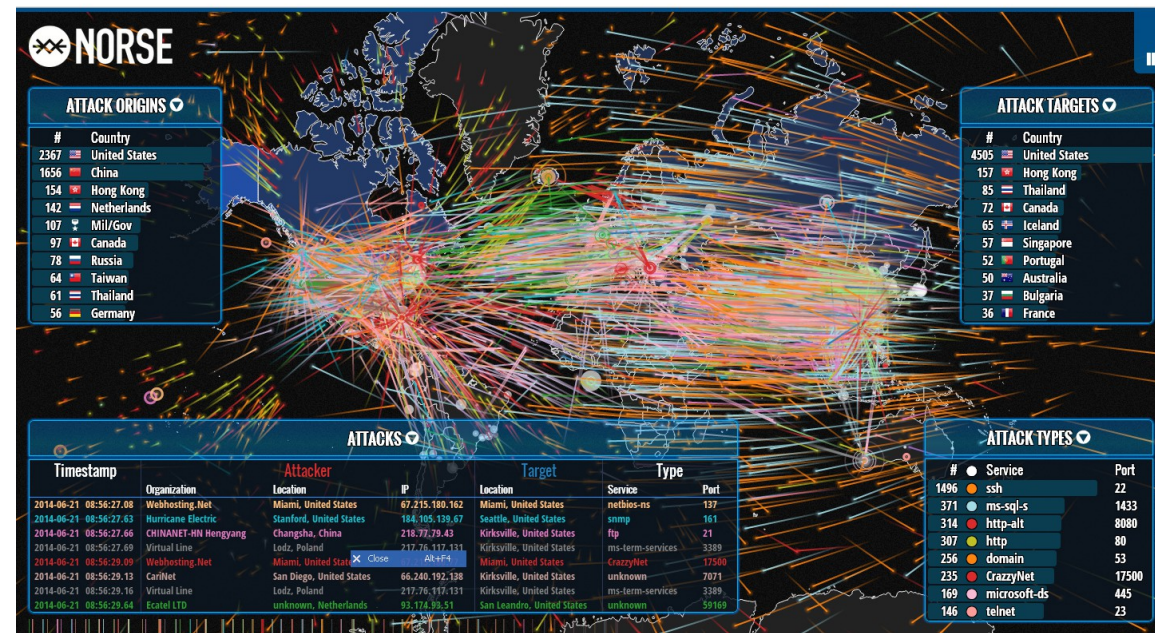 NORSE
ATTACK ORIGINS
# Country
2367 United States
1656 China
154 Hong Kong
142 Netherlands
107 Mil/Gov
97 Canada
78 Russia
64 Taiwan
61 Thailand
56 Germany
ATTACK TARGETS
# Country
4505 United States
157 Hong Kong
85 Thailand
72 Canada
65 Iceland
57 Singapore
52 Portugal
50 Australia
37 Bulgaria
36 France
ATTACKS
Timestamp Attacker Target Type
Organization Location IP Location Service Port
2014-06-21 08:56:27.08 Webhosting.Net Miami, United States 67.215.180.162 Miami, United States netbios-ns 137
2014-06-21 08:56:27.63 Hurricane Electric Stanford, United States 184.105.139.67 Seattle, United States snmp 161
2014-06-21 08:56:27.66 CHINANET-HN Hengyang Changsha, China 218.77.79.43 Kirksville, United States ftp 21
2014-06-21 08:56:27.69 Virtual Line Lodz, Poland 217.76.117.131 Kirksville, United States ms-term-services 3389
2014-06-21 08:56:29.09 Webhosting.Net Miami, Miami, United States CrazzyNet 17500
Close Alt+F4
2014-06-21 08:56:29.13 CariNet San Diego, United States 66.240.192.138 Kirksville, United States unknown 7071
2014-06-21 08:56:29.16 Virtual Line Lodz, Poland 217.76.117.131 Kirksville, United States ms-term-services 3389
2014-06-21 08:56:29.64 Ecatel LTD unknown, Netherlands 93.174.93.51 San Leandro, United States unknown 59169
ATTACK TYPES
# Service Port
1496 ssh 22
371 ms-sql-s 1433
314 http-alt 8080
307 http 80
256 domain 53
235 CrazzyNet 17500
169 microsoft-ds 445
146 telnet 23